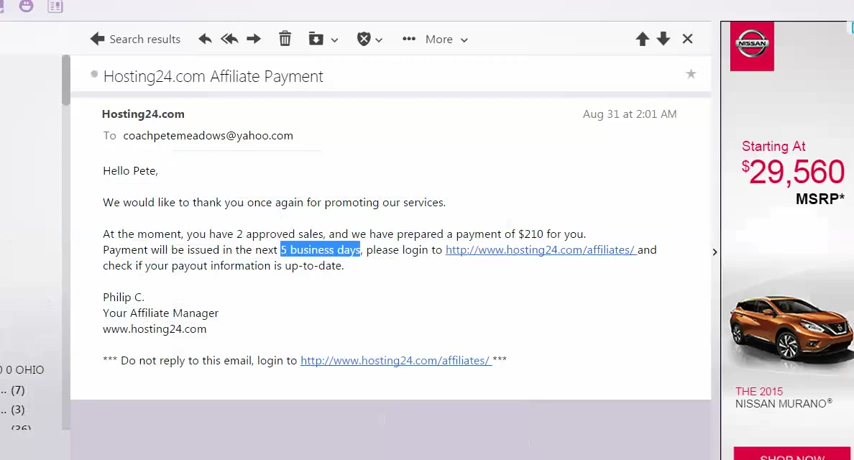 Search results
More
Hosting24.com Affiliate Payment
Hosting24.com
Aug 31 at 2:01 AM
To coachpetemeadows@yahoo.com
Hello Pete,
We would like to thank you once again for promoting our services.
At the moment, you have 2 approved sales, and we have prepared a payment of $210 for you.
Payment will be issued in the next 5 business days, please login to http://www.hosting24.com/affiliates/ and
check if your payout information is up-to-date.
Philip C.
Your Affiliate Manager
www.hosting24.com
*** Do not reply to this email, login to http://www.hosting24.com/affiliates/ ***
0 0 OHIO
... (7)
... (3)
NISSAN
Starting At
$29,560
MSRP*
THE 2015
NISSAN MURANO®
SHOP NOW